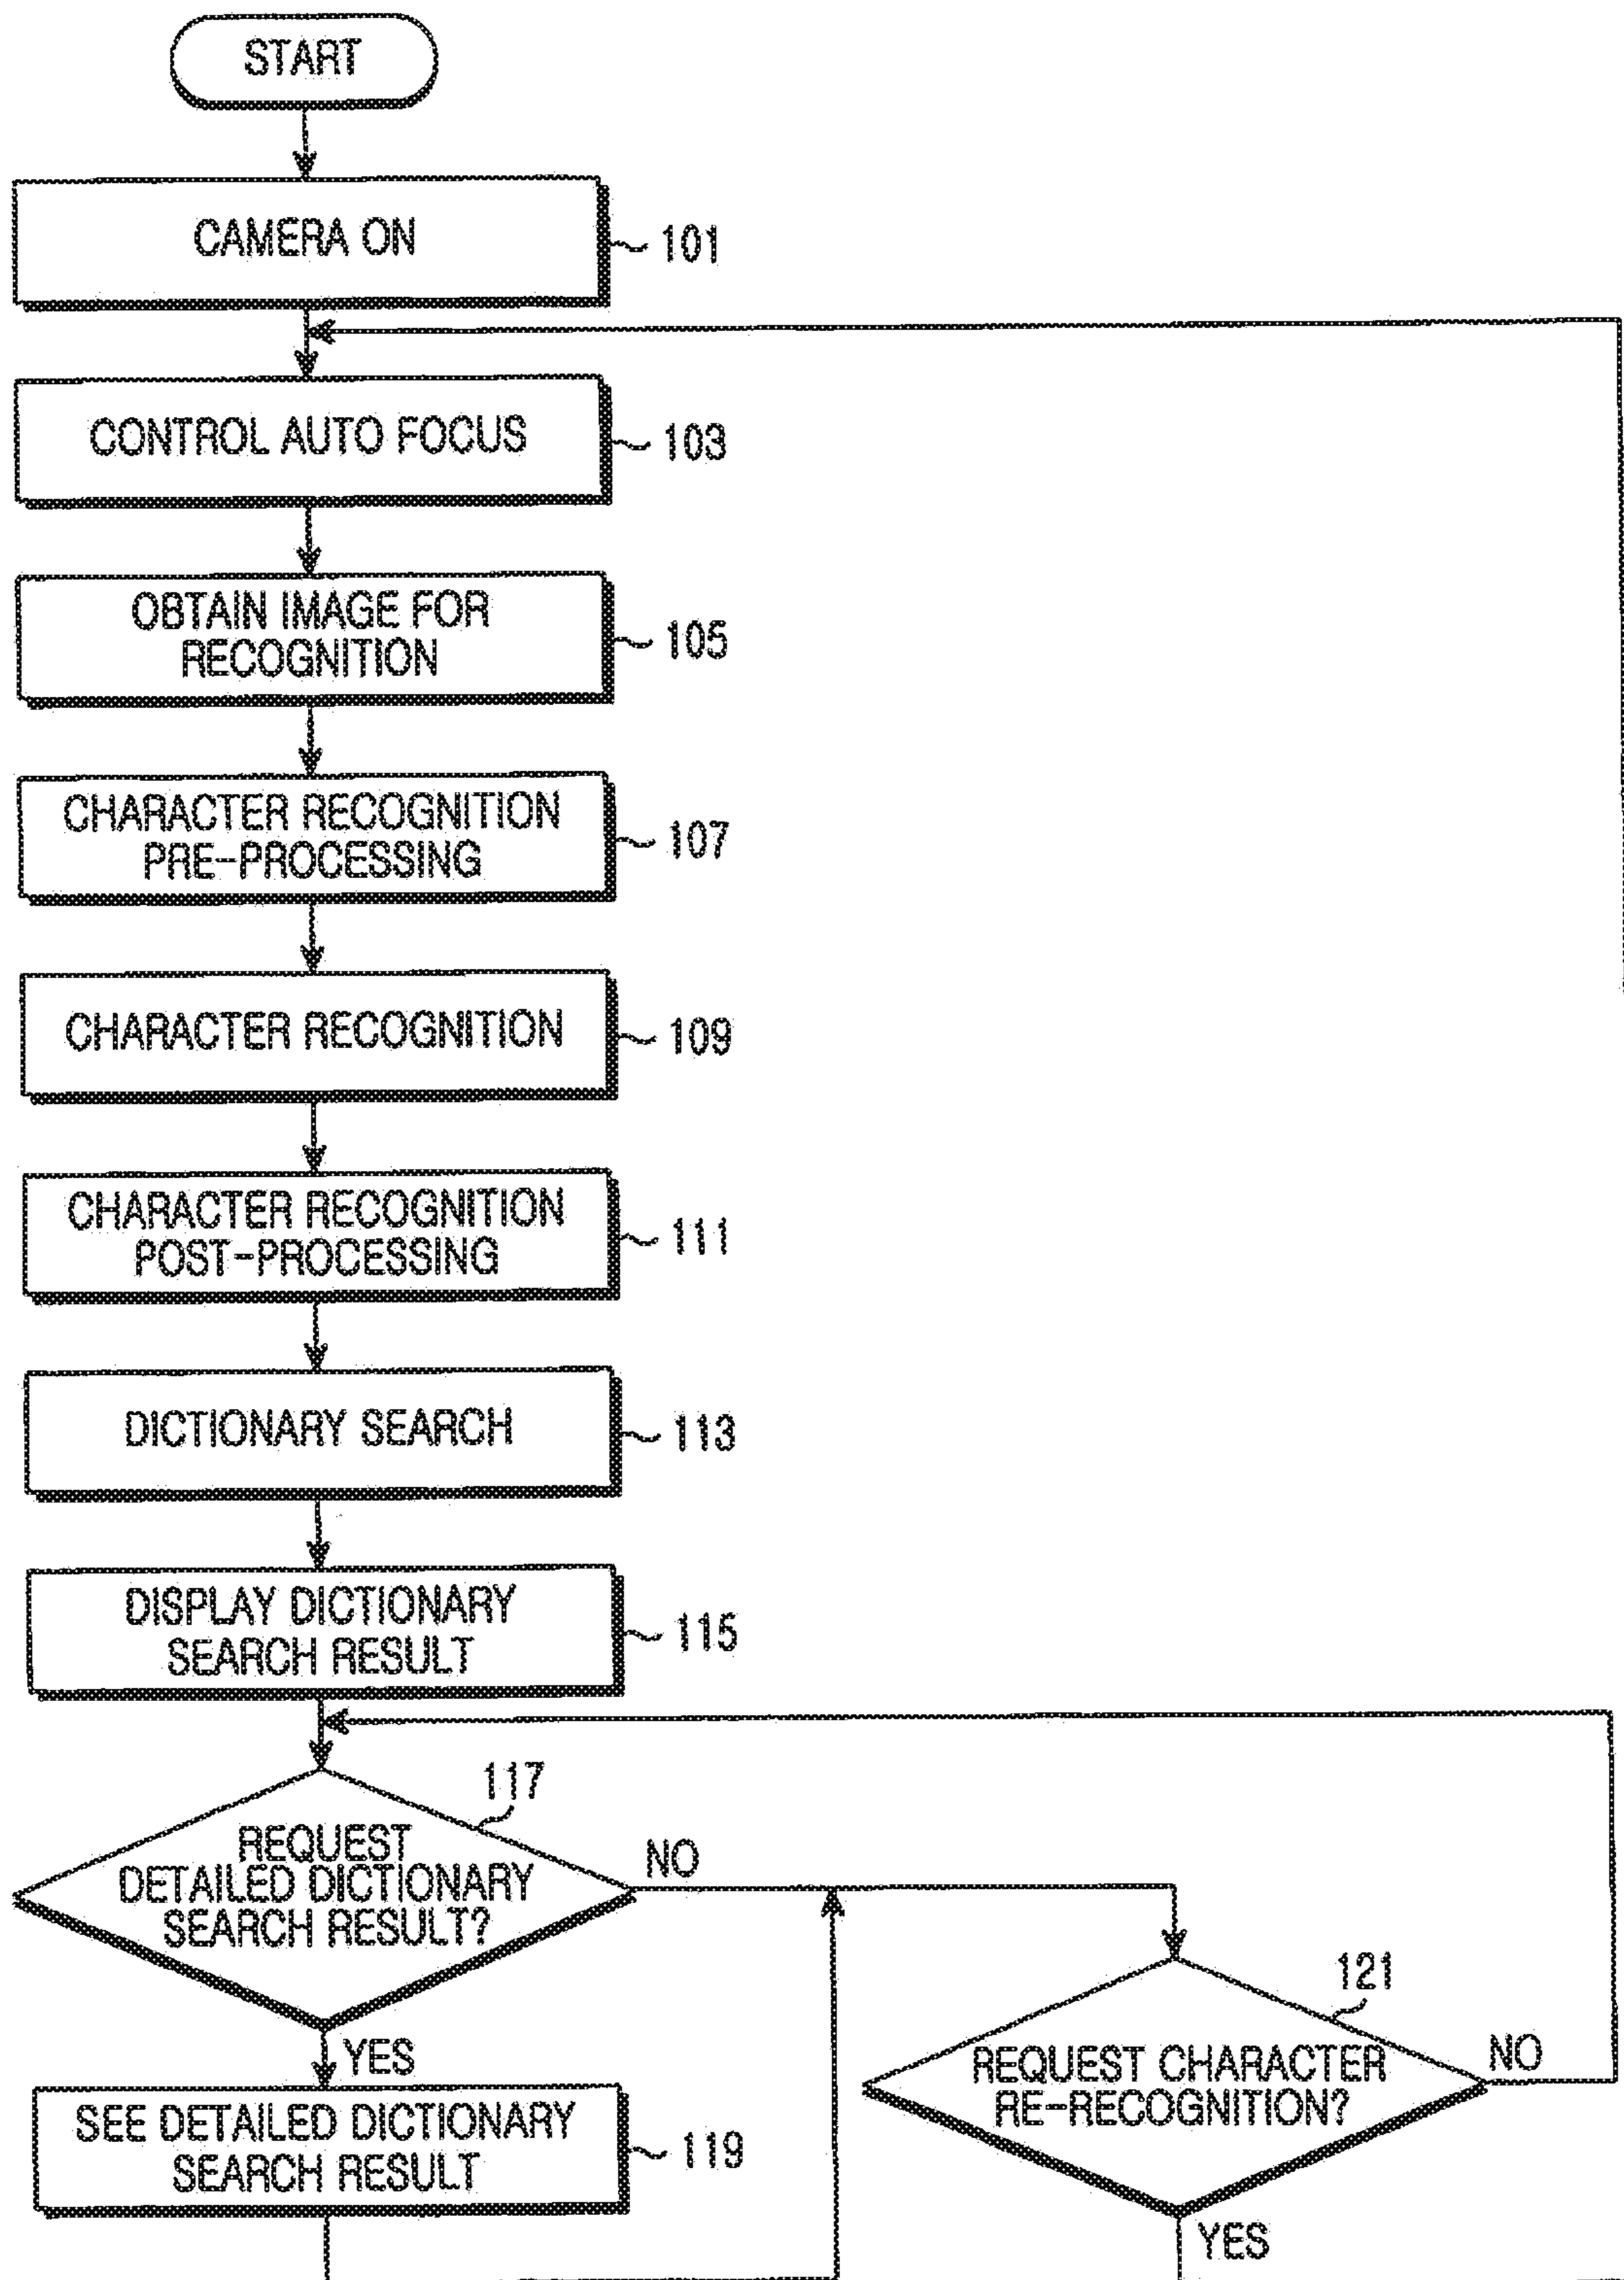 START
CAMERA ON
101
CONTROL AUTO FOCUS
103
OBTAIN IMAGE FOR
RECOGNITION
105
CHARACTER RECOGNITION
PRE-PROCESSING
107
CHARACTER RECOGNITION
109
CHARACTER RECOGNITION
POST-PROCESSING
111
DICTIONARY SEARCH
113
DISPLAY DICTIONARY
SEARCH RESULT
115
117
REQUEST
DETAILED DICTIONARY
SEARCH RESULT?
NO
YES
121
REQUEST CHARACTER
RE-RECOGNITION?
NO
SEE DETAILED DICTIONARY
SEARCH RESULT
119
YES